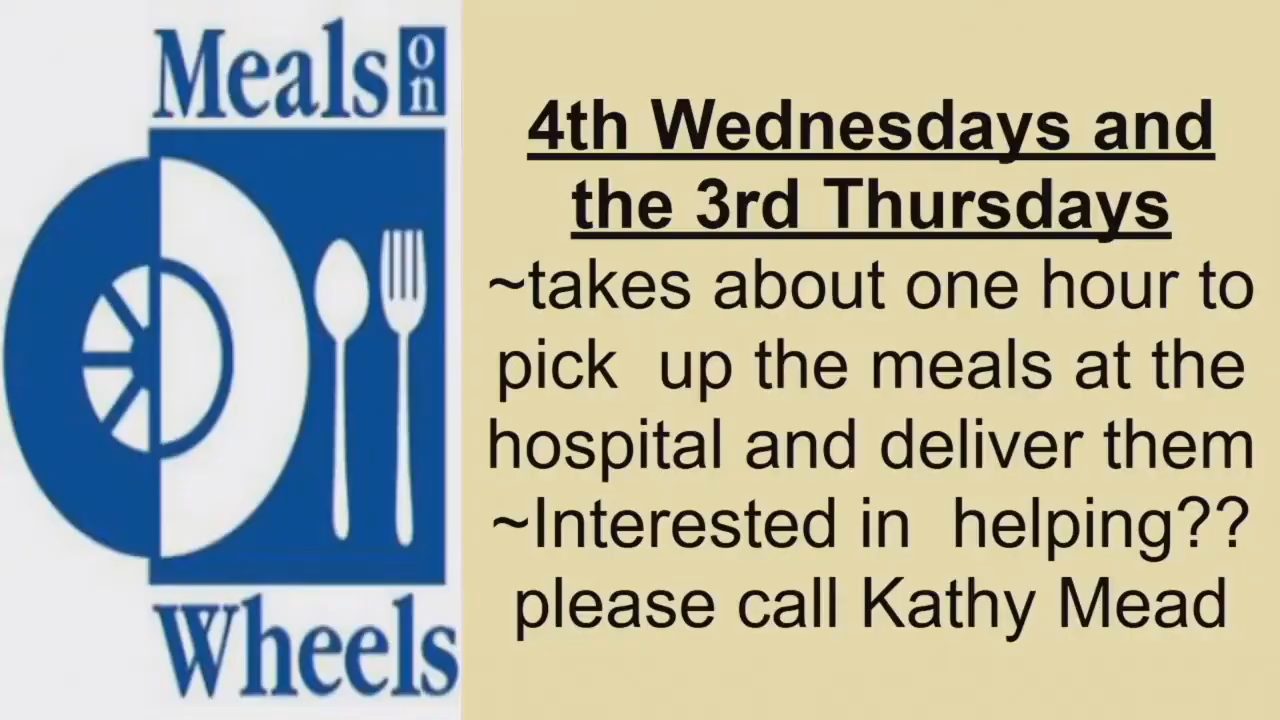 Meals on
Wheels
4th Wednesdays and
the 3rd Thursdays
~takes about one hour to
pick  up the meals at the
hospital and deliver them
~Interested in  helping??
please call Kathy Mead